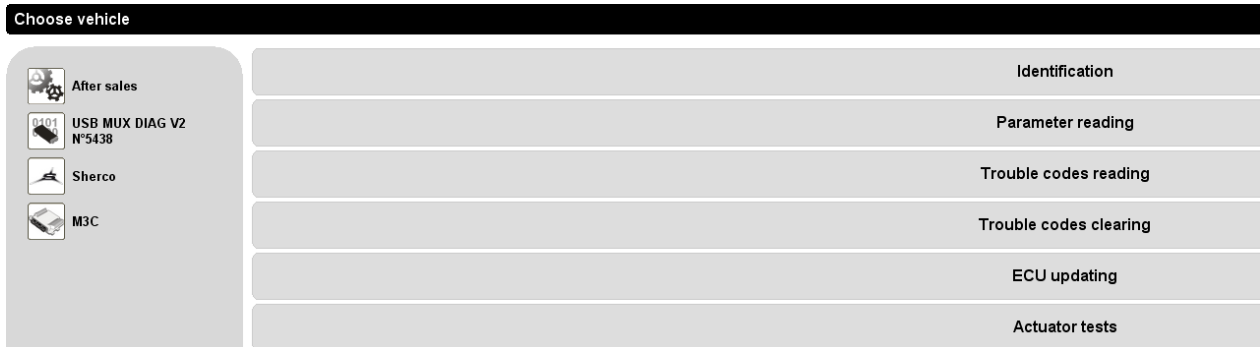 Choose vehicle
After sales
USB MUX DIAG V2
N°5438
Sherco
M3C
Identification
Parameter reading
Trouble codes reading
Trouble codes clearing
ECU updating
Actuator tests